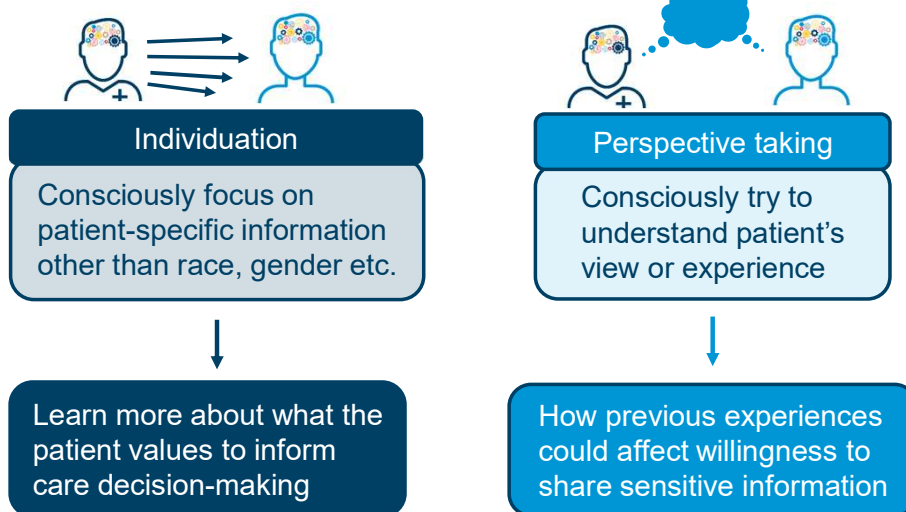 Individuation
Consciously focus on
patient-specific information
other than race, gender etc.
Learn more about what the
patient values to inform
care decision-making
Perspective taking
Consciously try to
understand patient’s
view or experience
How previous experiences
could affect willingness to
share sensitive information